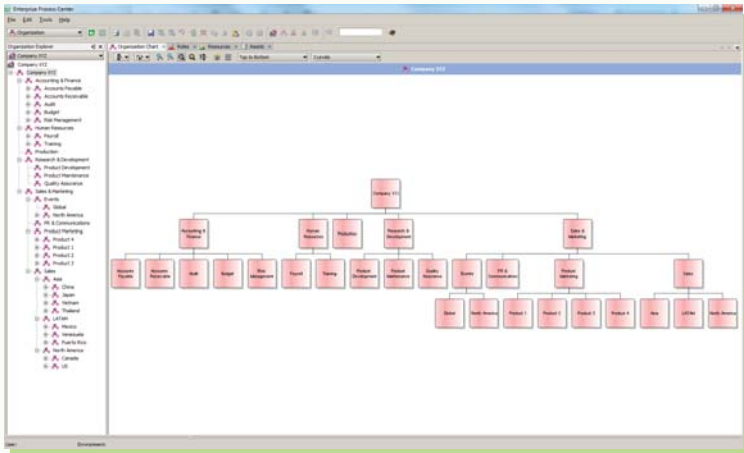 Enterprise Process Center
File Edit Tools Help
Organization
Organization Explorer
Organization Chart Roles Resources Assets
Company XYZ
Top to Bottom Curvois
Company XYZ
Company XYZ
Company XYZ
Accounting & Finance
Accounts Payable
Accounts Receivable
Audit
Budget
Risk Management
Human Resources
Payroll
Training
Production
Research & Development
Product Development
Product Maintenance
Quality Assurance
Sales & Marketing
Events
Global
North America
PR & Communications
Product Marketing
Product 4
Product 1
Product 2
Product 3
Sales
Asia
China
Japan
Vietnam
Thailand
LATAM
Mexico
Venezuela
Puerto Rico
North America
Canada
US
Company XYZ
Accounting &
Finance
Human
Resources
Production
Research &
Development
Sales &
Marketing
Accounts
Payable
Accounts
Receivable
Audit
Budget
Risk
Management
Payroll
Training
Product
Development
Product
Maintenance
Quality
Assurance
Events
PR &
Communications
Product
Marketing
Sales
Global
North America
Product 1
Product 2
Product 3
Product 4
Asia
LATAM
North America
User: Environment: